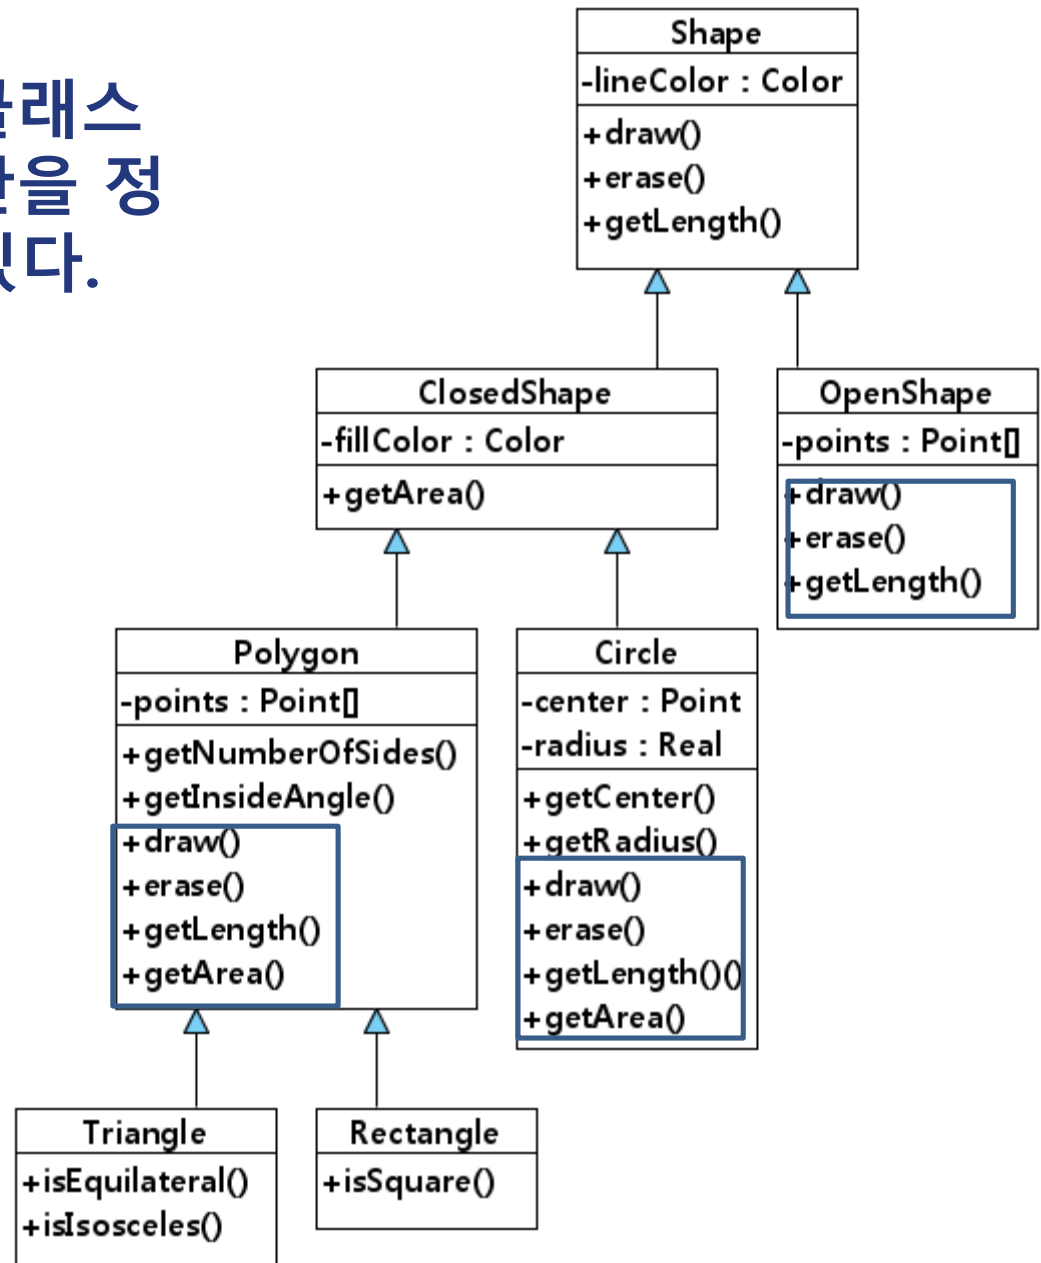 클래스
을 정
있다.
Shape
-lineColor : Color
+draw()
+erase()
+getLength()
ClosedShape
-fillColor : Color
+getArea()
OpenShape
-points : Point[]
+draw()
+erase()
+getLength()
Polygon
-points : Point[]
+getNumberOfSides()
+getInsideAngle()
+draw()
+erase()
+getLength()
+getArea()
Circle
-center : Point
-radius : Real
+getCenter()
+getRadius()
+draw()
+erase()
+getLength()()
+getArea()
Triangle
+isEquilateral()
+isIsosceles()
Rectangle
+isSquare()